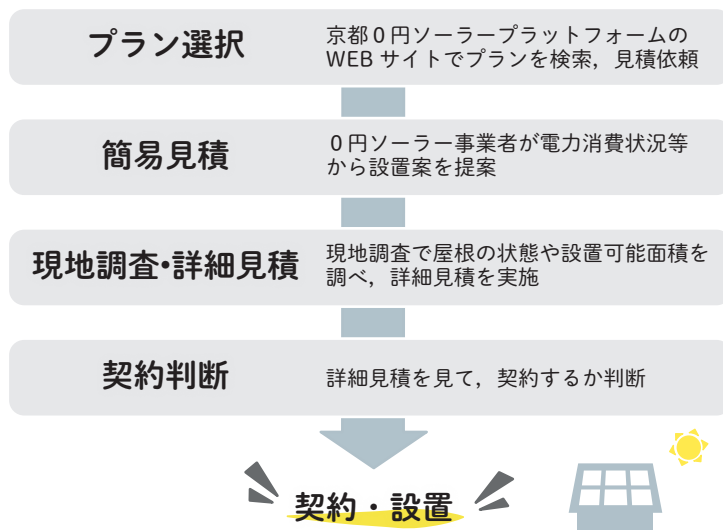 プラン選択
京都0円ソーラープラットフォームの
WEB サイトでプランを検索，見積依頼
簡易見積
0円ソーラー事業者が電力消費状況等
から設置案を提案
現地調査・詳細見積
現地調査で屋根の状態や設置可能面積を
調べ，詳細見積を実施
契約判断
詳細見積を見て，契約するか判断
契約・設置